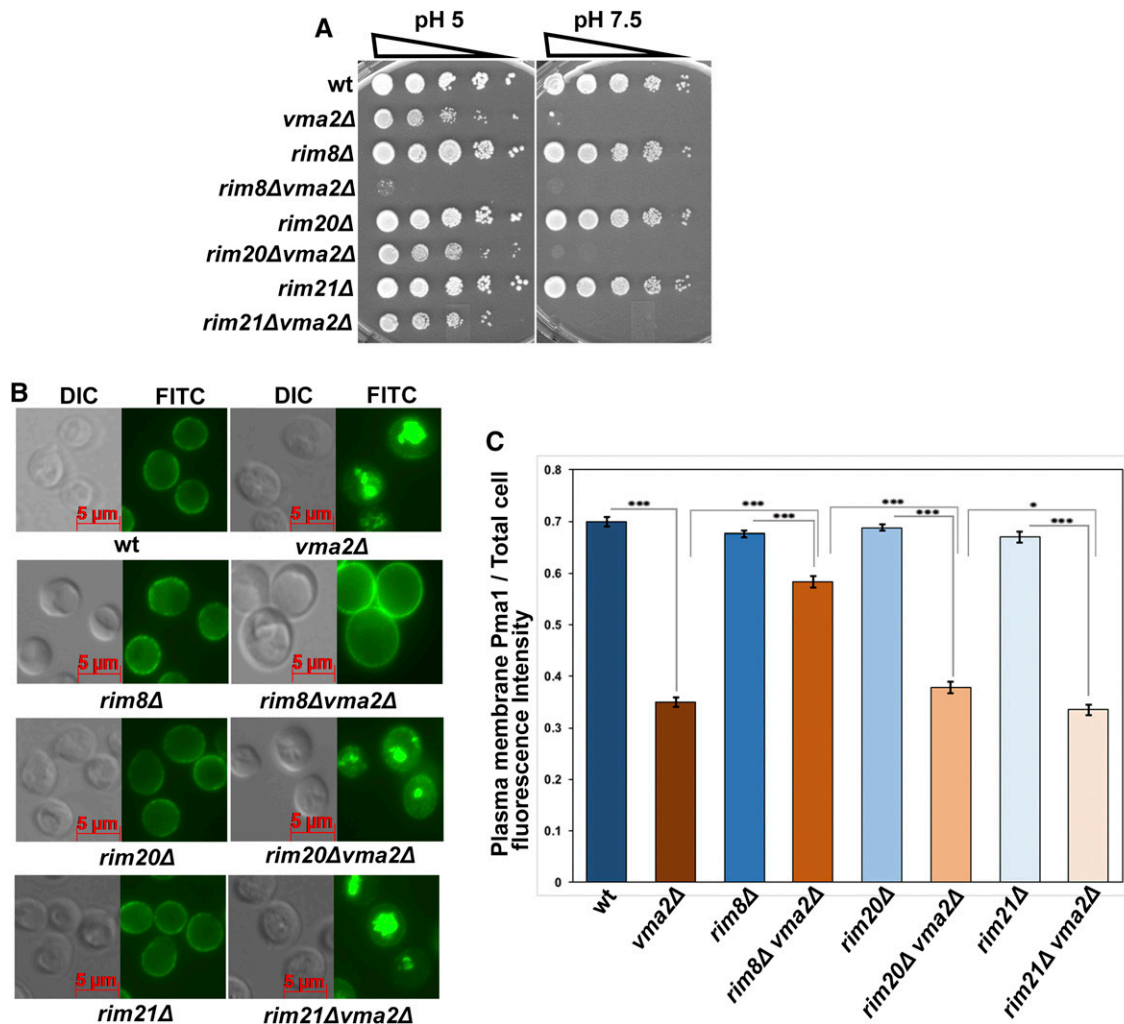 A
pH 5 pH 7.5
wt
vma2Δ
rim8Δ
rim8Δvma2Δ
rim20Δ
rim20Δvma2Δ
rim21Δ
rim21Δvma2Δ
B
DIC FITC DIC FITC
5 µm 5 µm
wt vma2Δ
5 µm 5 µm
rim8Δ rim8Δvma2Δ
5 µm 5 µm
rim20Δ rim20Δvma2Δ
5 µm 5 µm
rim21Δ rim21Δvma2Δ
C
Plasma membrane Pma1 / Total cell
fluorescence Intensity
0.8
0.7
0.6
0.5
0.4
0.3
0.2
0.1
0
*** *** *** *
*** *** ***
wt
vma2Δ
rim8Δ
rim8Δ vma2Δ
rim20Δ
rim20Δ vma2Δ
rim21Δ
rim21Δ vma2Δ